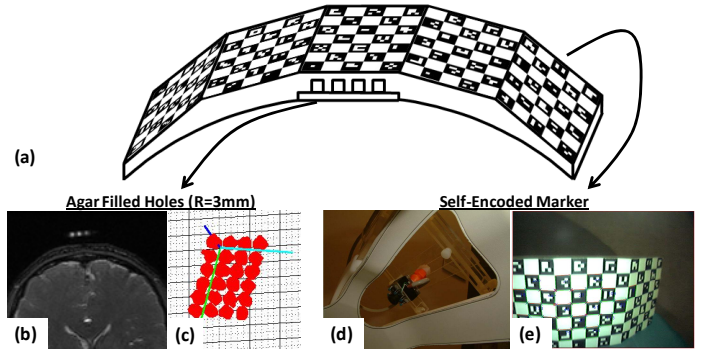 (a)
Agar Filled Holes (R=3mm)
Self-Encoded Marker
(b)
(c)
(d)
(e)